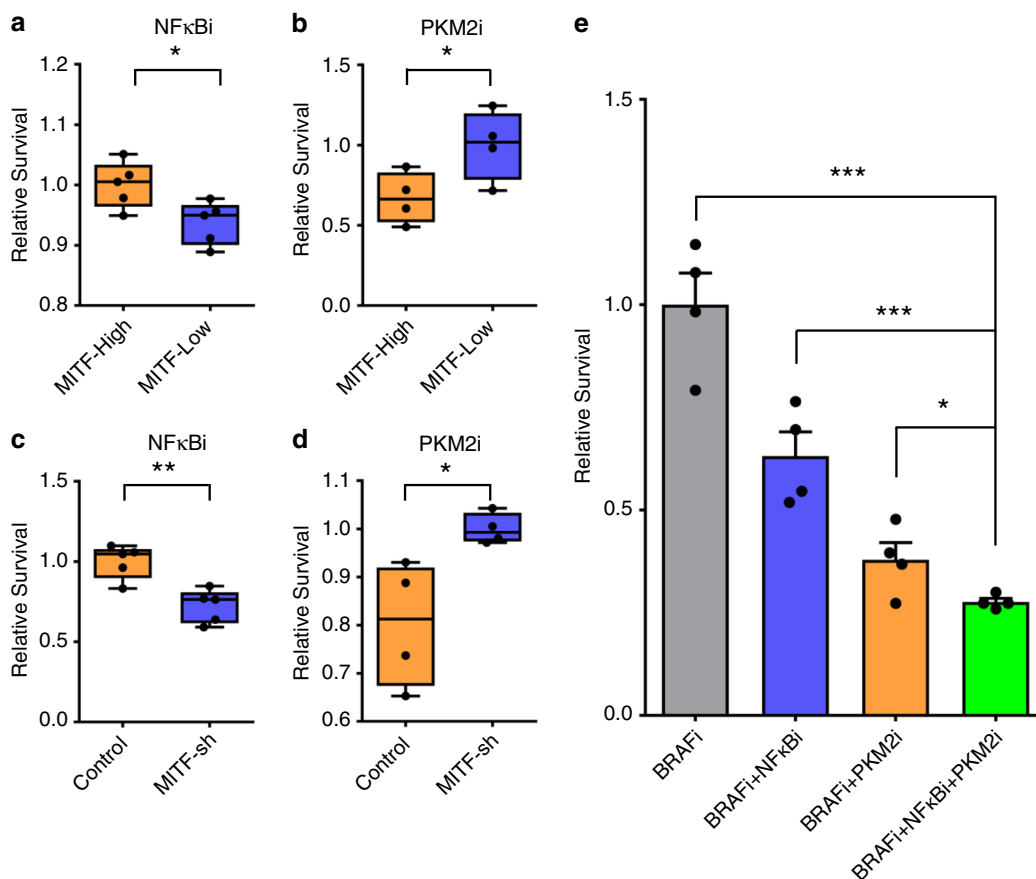 a
NFκBi
*
Relative Survival
1.2
1.1
1.0
0.9
0.8
MITF-High
MITF-Low
b
PKM2i
*
Relative Survival
1.5
1.0
0.5
0.0
MITF-High
MITF-Low
c
NFκBi
**
Relative Survival
1.5
1.0
0.5
0.0
Control
MITF-sh
d
PKM2i
*
Relative Survival
1.1
1.0
0.9
0.8
0.7
0.6
Control
MITF-sh
e
Relative Survival
1.5
1.0
0.5
0.0
***
***
*
BRAFi
BRAFi+NFκBi
BRAFi+PKM2i
BRAFi+NFκBi+PKM2i